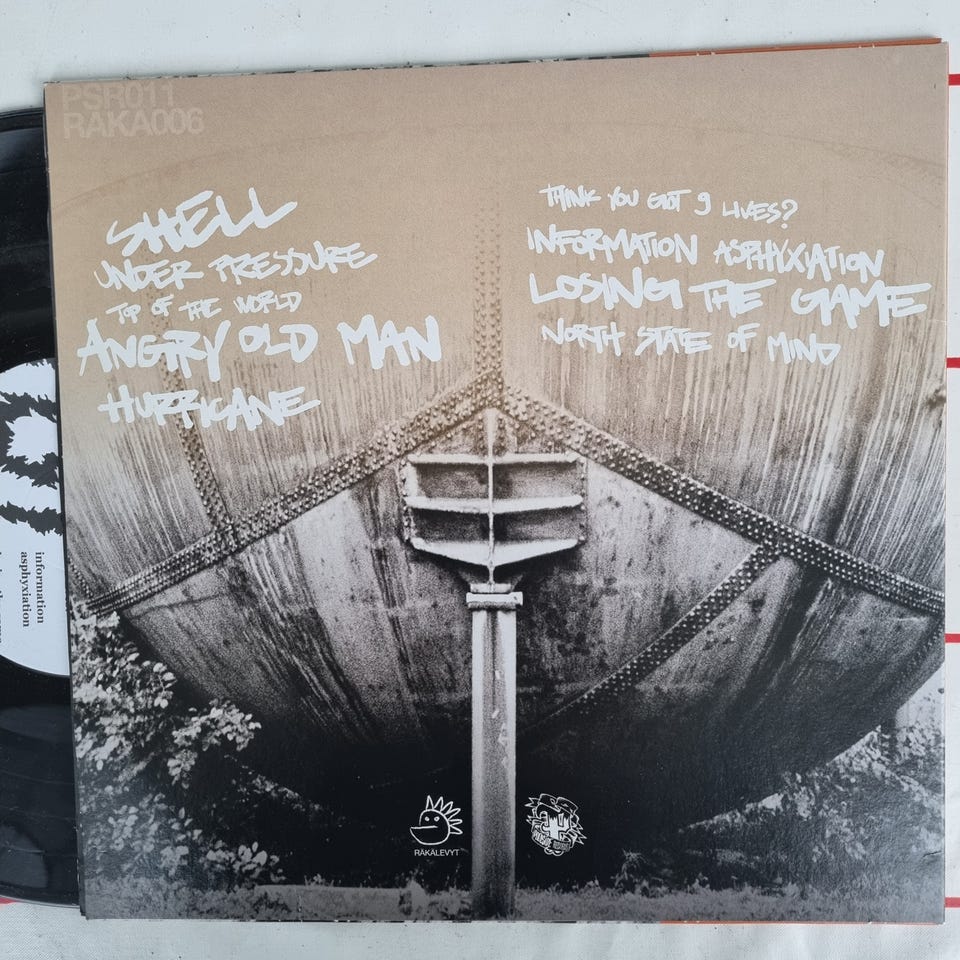 PSR011
RAKA006
SHELL
UNDER PRESSURE
TOP OF THE WORLD
ANGRY OLD MAN
HURRICANE
THINK YOU GOT 9 LIVES?
INFORMATION ASPHYXIATION
LOSING THE GAME
NORTH STATE OF MIND
information
asphyxiation
RÄKÄLEVYT